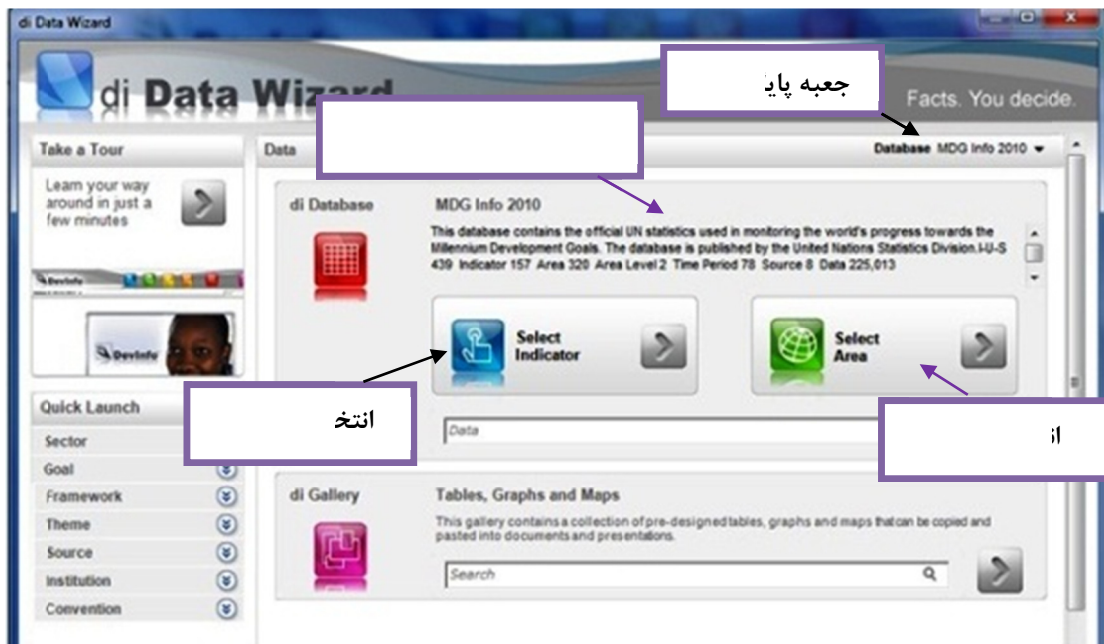 di Data Wizard
di Data Wizard
جعبه
Facts. You decide.
Take a Tour
Data
Database MDG Info 2010
Learn your way
around in just a
few minutes
di Database
MDG Info 2010
This database contains the official UN statistics used in monitoring the world's progress towards the
Millennium Development Goals. The database is published by the United Nations Statistics Division.I-U-S
439 Indicator 157 Area 320 Area Level 2 Time Period 78 Source 8 Data 225,013
DevInfo
Select
Indicator
Select
Area
DevInfo
Quick Launch
Sector
Goal
Framework
Theme
Source
Institution
Convention
Data
di Gallery
Tables, Graphs and Maps
This gallery contains a collection of pre-designed tables, graphs and maps that can be copied and
pasted into documents and presentations.
Search